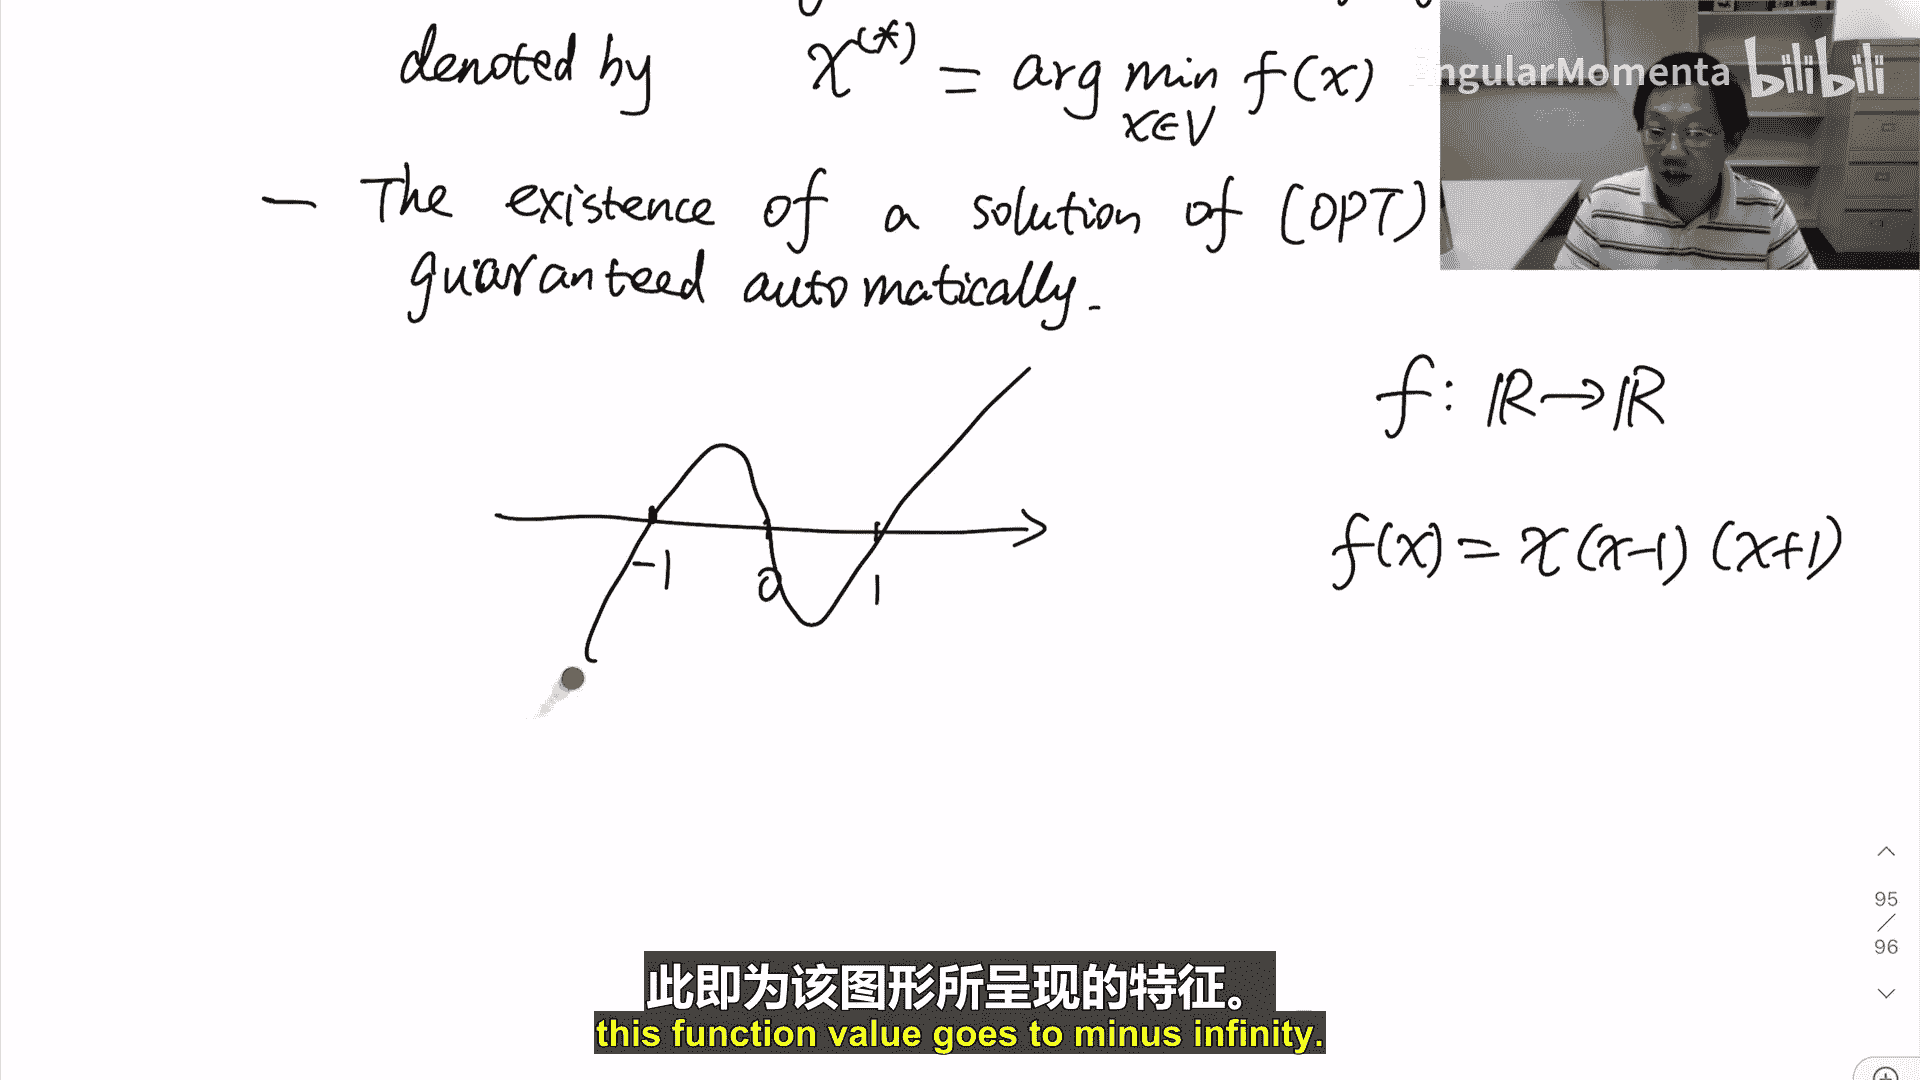 denoted by x^(*) = arg min f(x)
x∈V
AngularMomenta bilibili
— The existence of a solution of (OPT)
guaranteed automatically.
f: ℝ→ℝ
f(x) = x(x-1)(x+1)
-1 0 1
95
/
96
此即为该图形所呈现的特征。
this function value goes to minus infinity.